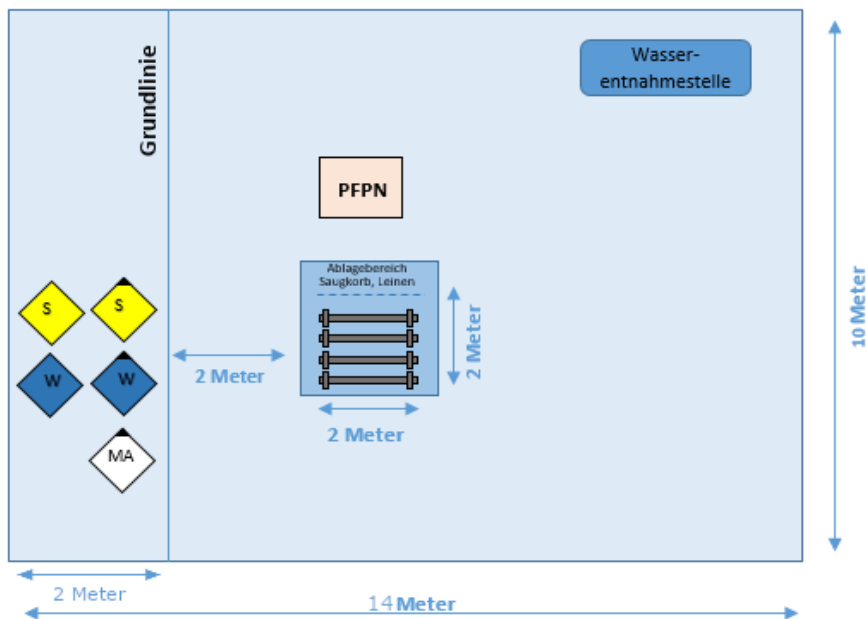 Grundlinie
Wasser-
entnahmestelle
PFPN
Ablagebereich
Saugkorb, Leinen
S
S
W
W
MA
2 Meter
2 Meter
2 Meter
10 Meter
2 Meter
14 Meter